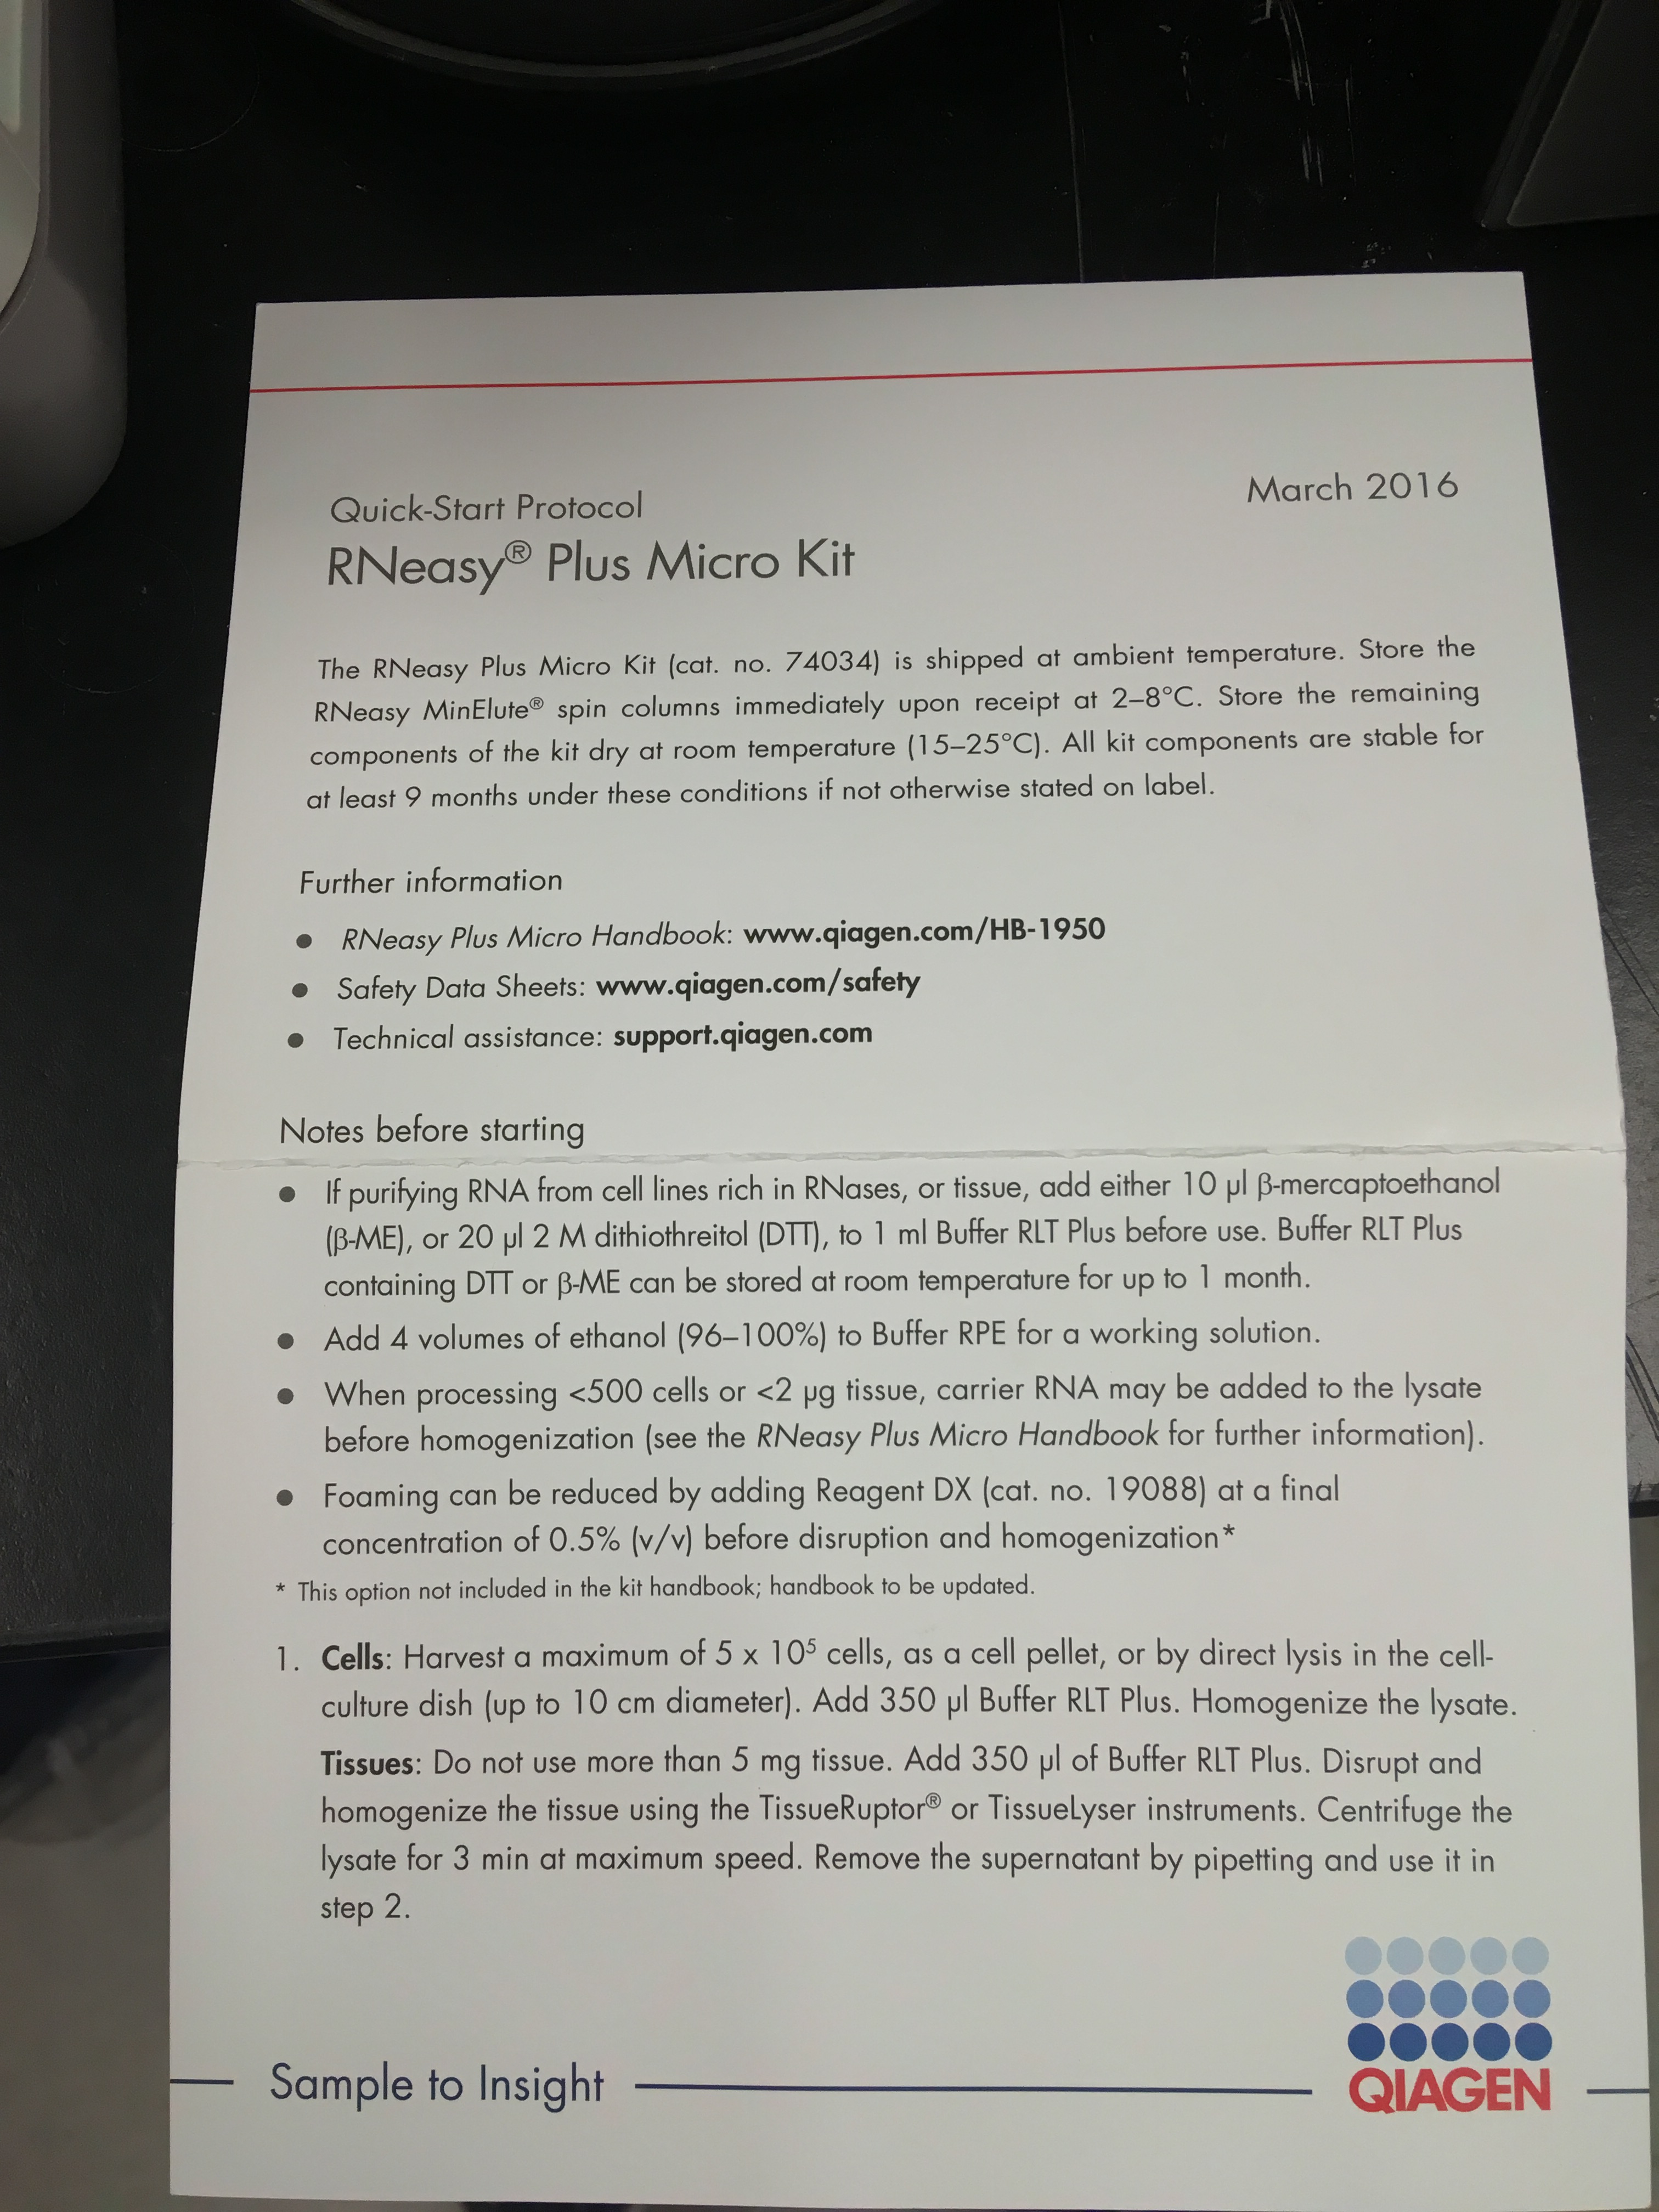 March 2016
Quick-Start Protocol
RNeasy® Plus Micro Kit
The RNeasy Plus Micro Kit (cat. no. 74034) is shipped at ambient temperature. Store the
RNeasy MinElute® spin columns immediately upon receipt at 2–8°C. Store the remaining
components of the kit dry at room temperature (15–25°C). All kit components are stable for
at least 9 months under these conditions if not otherwise stated on label.
Further information
● RNeasy Plus Micro Handbook: www.qiagen.com/HB-1950
● Safety Data Sheets: www.qiagen.com/safety
● Technical assistance: support.qiagen.com
Notes before starting
● If purifying RNA from cell lines rich in RNases, or tissue, add either 10 µl β-mercaptoethanol
(β-ME), or 20 µl 2 M dithiothreitol (DTT), to 1 ml Buffer RLT Plus before use. Buffer RLT Plus
containing DTT or β-ME can be stored at room temperature for up to 1 month.
● Add 4 volumes of ethanol (96–100%) to Buffer RPE for a working solution.
● When processing <500 cells or <2 µg tissue, carrier RNA may be added to the lysate
before homogenization (see the RNeasy Plus Micro Handbook for further information).
● Foaming can be reduced by adding Reagent DX (cat. no. 19088) at a final
concentration of 0.5% (v/v) before disruption and homogenization*
* This option not included in the kit handbook; handbook to be updated.
1. Cells: Harvest a maximum of 5 x 10⁵ cells, as a cell pellet, or by direct lysis in the cell-
culture dish (up to 10 cm diameter). Add 350 µl Buffer RLT Plus. Homogenize the lysate.
Tissues: Do not use more than 5 mg tissue. Add 350 µl of Buffer RLT Plus. Disrupt and
homogenize the tissue using the TissueRuptor® or TissueLyser instruments. Centrifuge the
lysate for 3 min at maximum speed. Remove the supernatant by pipetting and use it in
step 2.
Sample to Insight
QIAGEN